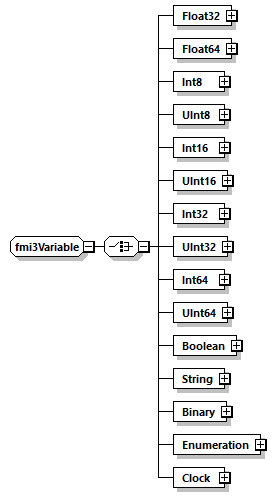 Float32
Float64
Int8
UInt8
Int16
UInt16
Int32
fmi3Variable
UInt32
Int64
UInt64
Boolean
String
Binary
Enumeration
Clock